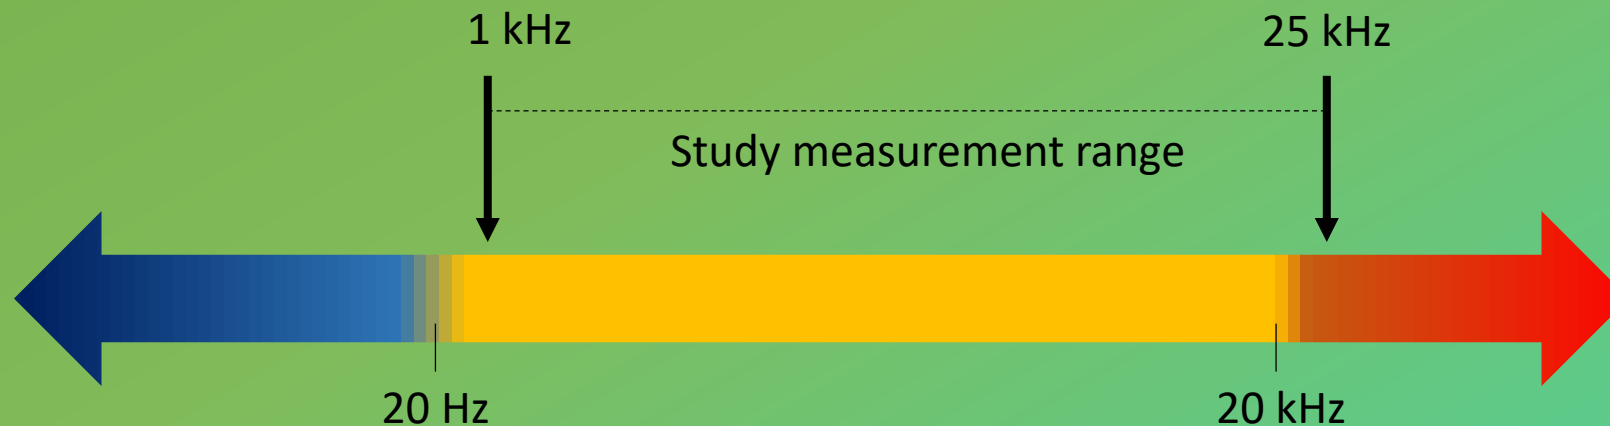 1 kHz
25 kHz
Study measurement range
20 Hz
20 kHz